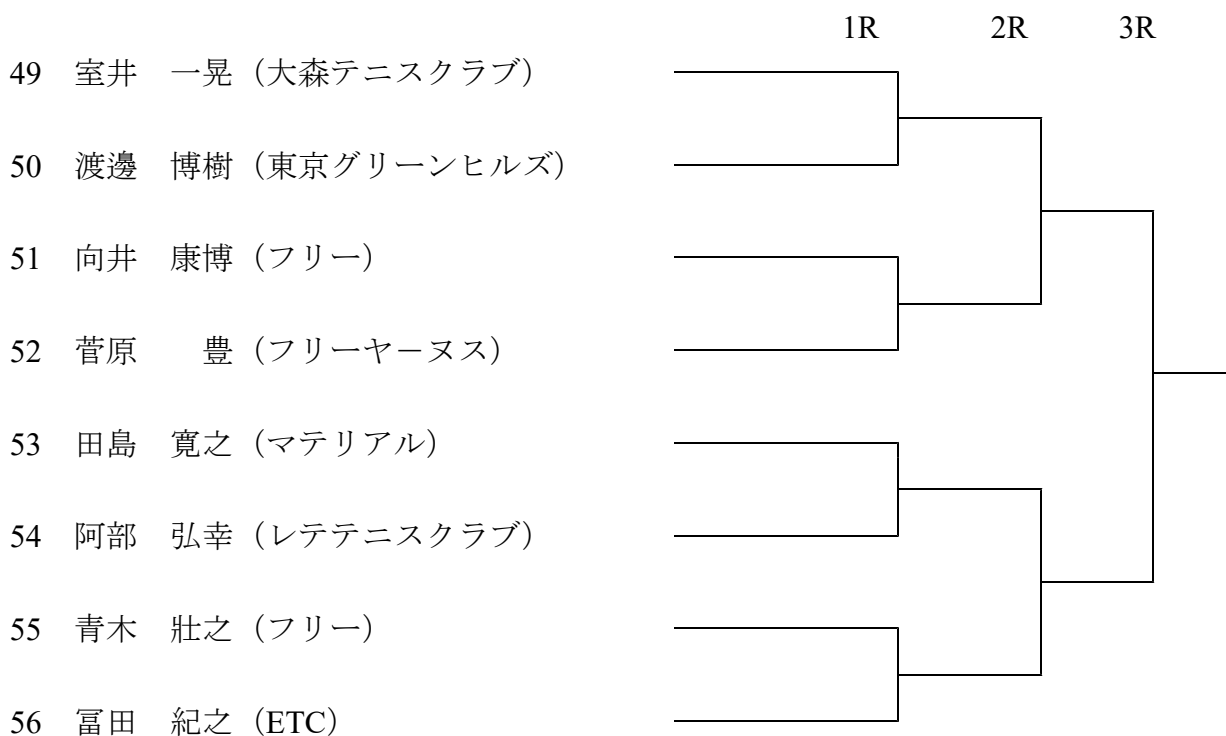 1R 2R 3R
49 室井 一晃（大森テニスクラブ）
50 渡邊 博樹（東京グリーンヒルズ）
51 向井 康博（フリー）
52 菅原 豊（フリーヤーヌス）
53 田島 寛之（マテリアル）
54 阿部 弘幸（レテテニスクラブ）
55 青木 壯之（フリー）
56 冨田 紀之（ETC）